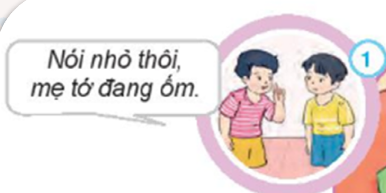 Nói nhỏ thôi,
mẹ tớ đang ốm.
1